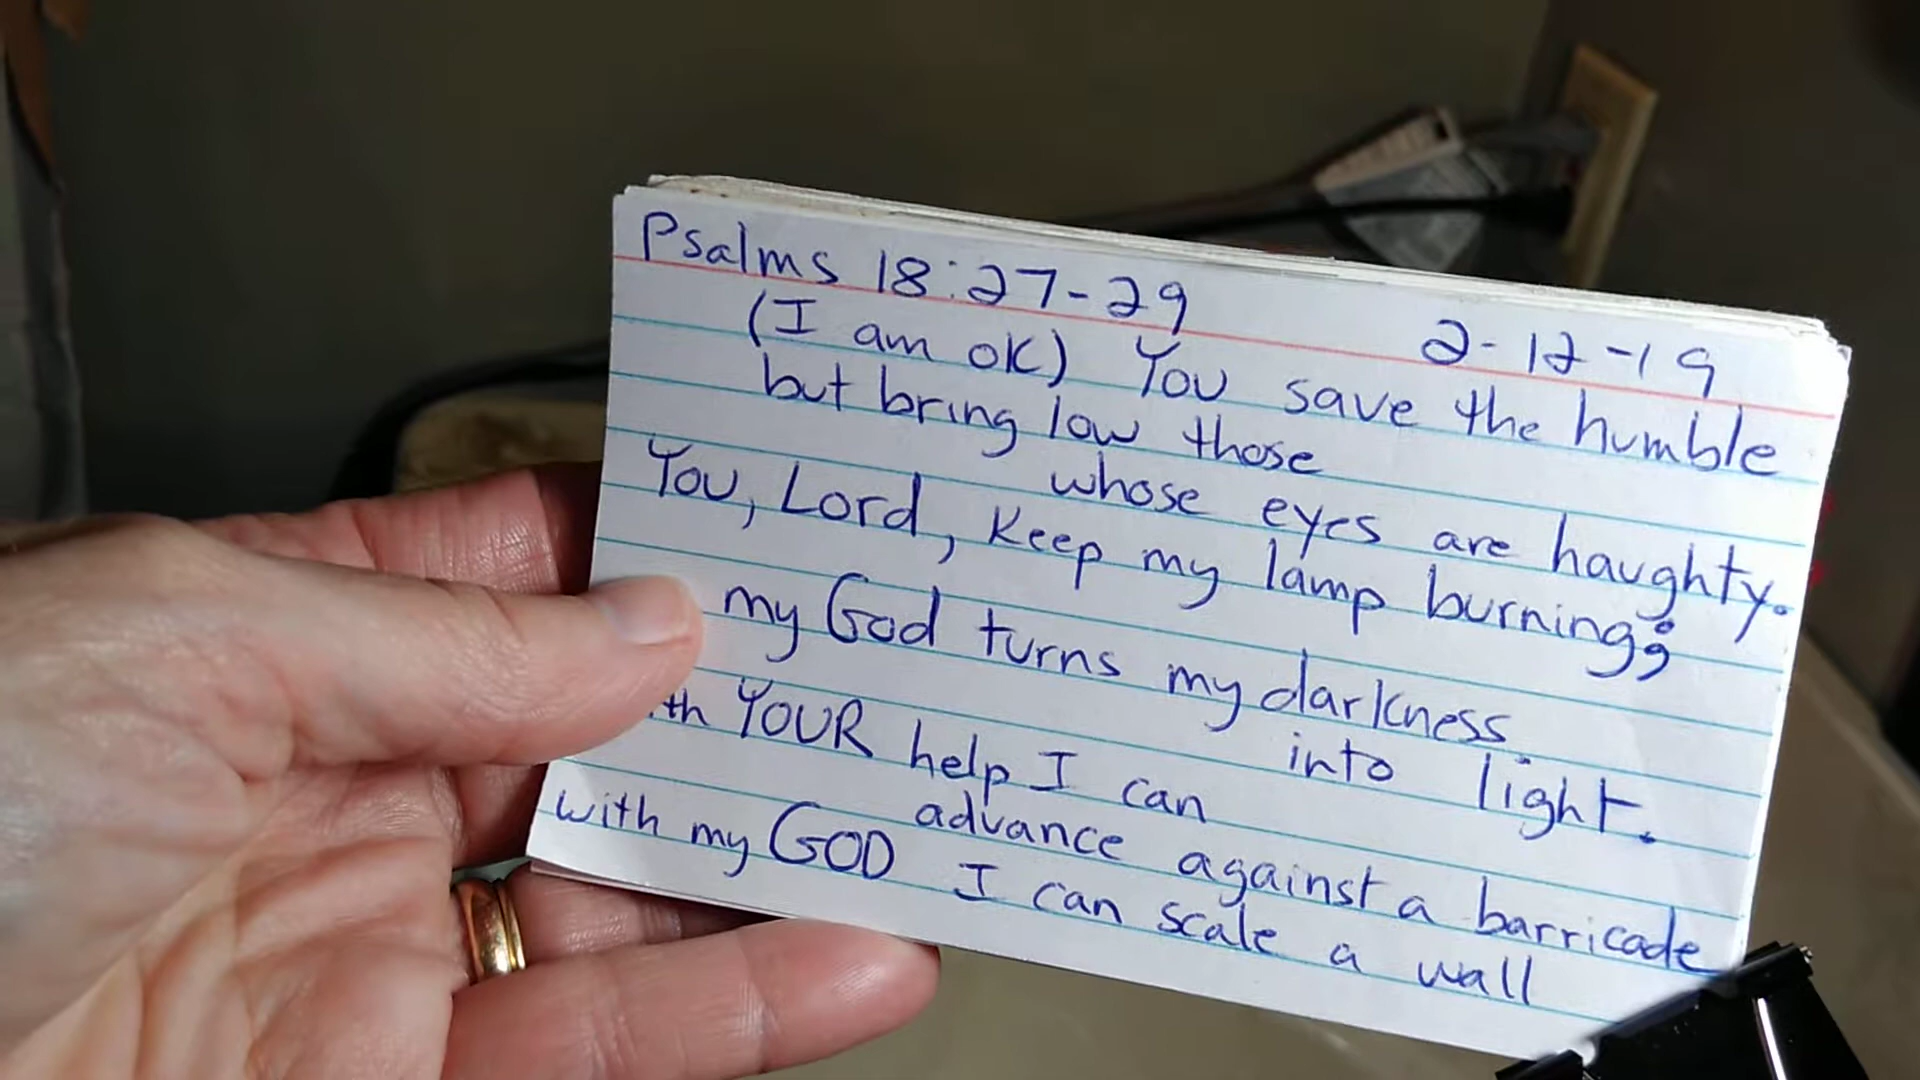 Psalms 18:27-29
2-12-19
(I am OK) You save the humble
but bring low those
whose eyes are haughty.
You, Lord, keep my lamp burning;
my God turns my darkness
into light.
th YOUR help I can
advance against a barricade
with my GOD I can scale a wall